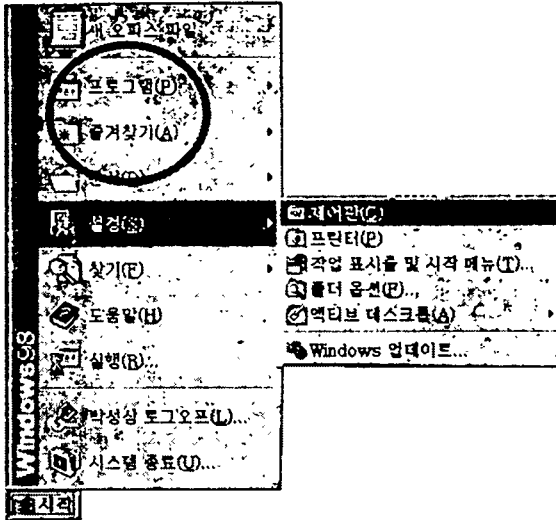 새 오피스 파일
프로그램(P)
즐겨찾기(A)
설정(S)
찾기(F)
도움말(H)
실행(R)...
박성상 로그오프(L)...
시스템 종료(U)...
시작
Windows98
제어판(C)
프린터(P)
작업 표시줄 및 시작 메뉴(T)...
폴더 옵션(F)...
액티브 데스크톱(A)
Windows 업데이트...